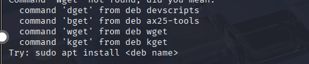 Command 'wget' not found, did you mean:
command 'dget' from deb devscripts
command 'axget' from deb ax25-tools
command 'wget' from deb wget
command 'kget' from deb kget
Try: sudo apt install <deb name>